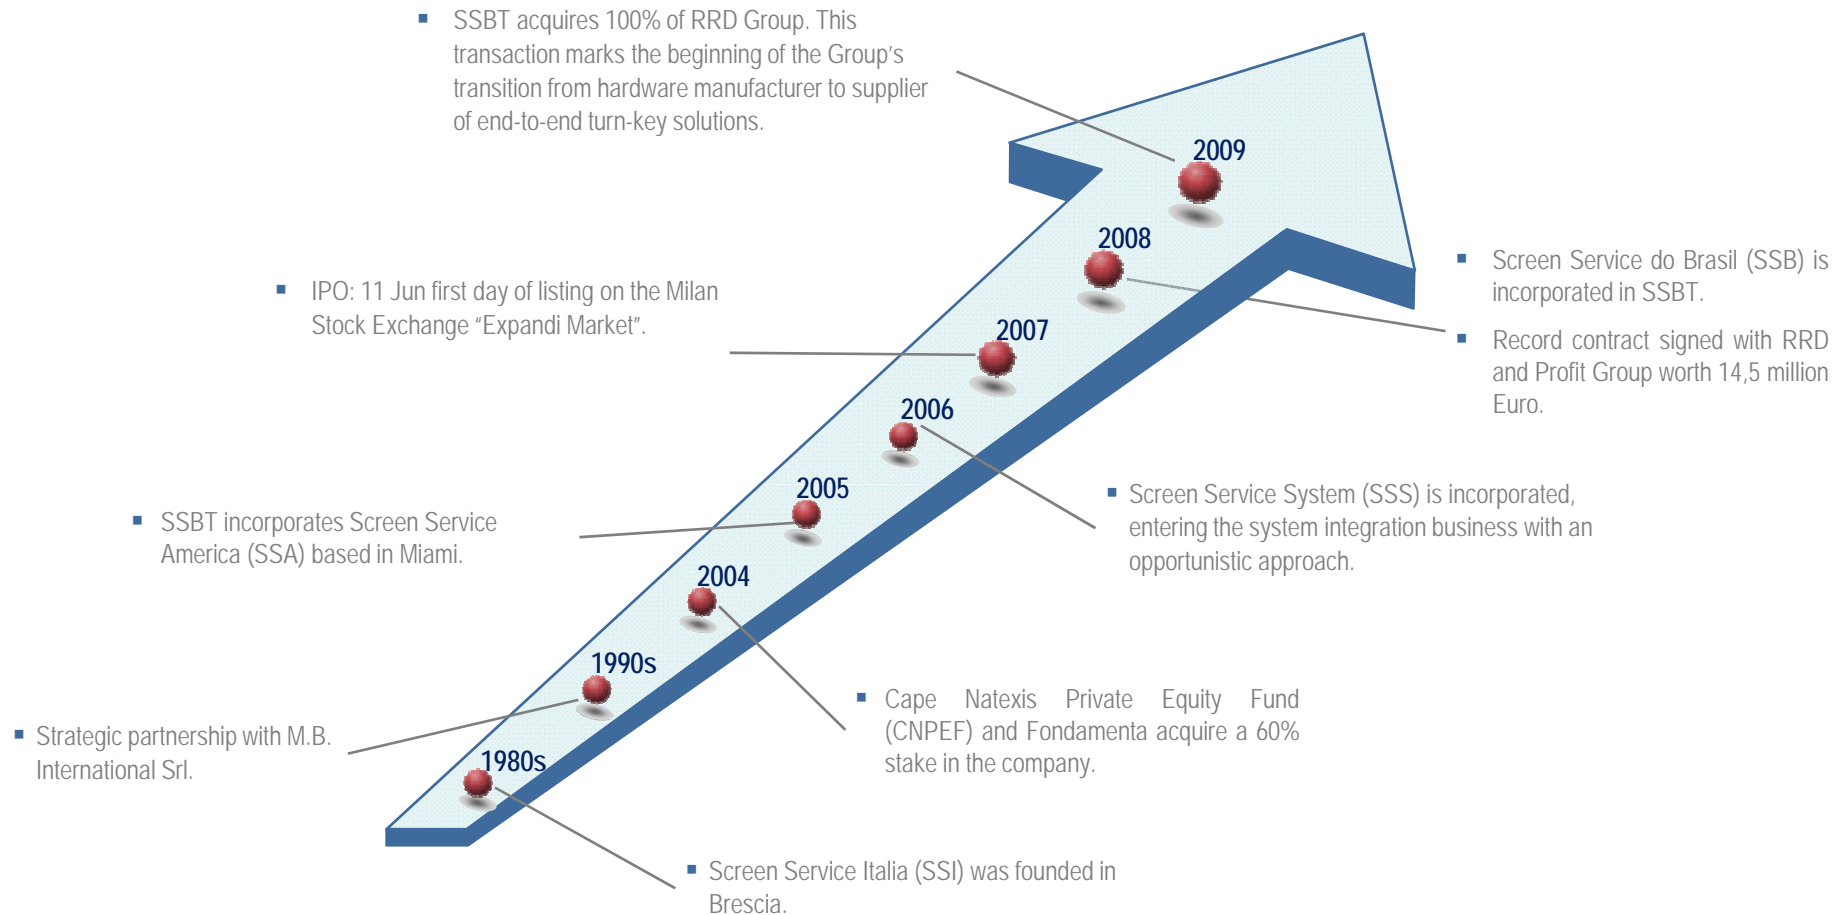 SSBT acquires 100% of RRD Group. This
transaction marks the beginning of the Group's
transition from hardware manufacturer to supplier
of end-to-end turn-key solutions.
2009
2008
Screen Service do Brasil (SSB) is
incorporated in SSBT.
Record contract signed with RRD
and Profit Group worth 14,5 million
Euro.
IPO: 11 Jun first day of listing on the Milan
Stock Exchange “Expandi Market”.
2007
2006
Screen Service System (SSS) is incorporated,
entering the system integration business with an
opportunistic approach.
2005
SSBT incorporates Screen Service
America (SSA) based in Miami.
2004
Cape Natexis Private Equity Fund
(CNPEF) and Fondamenta acquire a 60%
stake in the company.
1990s
Strategic partnership with M.B.
International Srl.
1980s
Screen Service Italia (SSI) was founded in
Brescia.